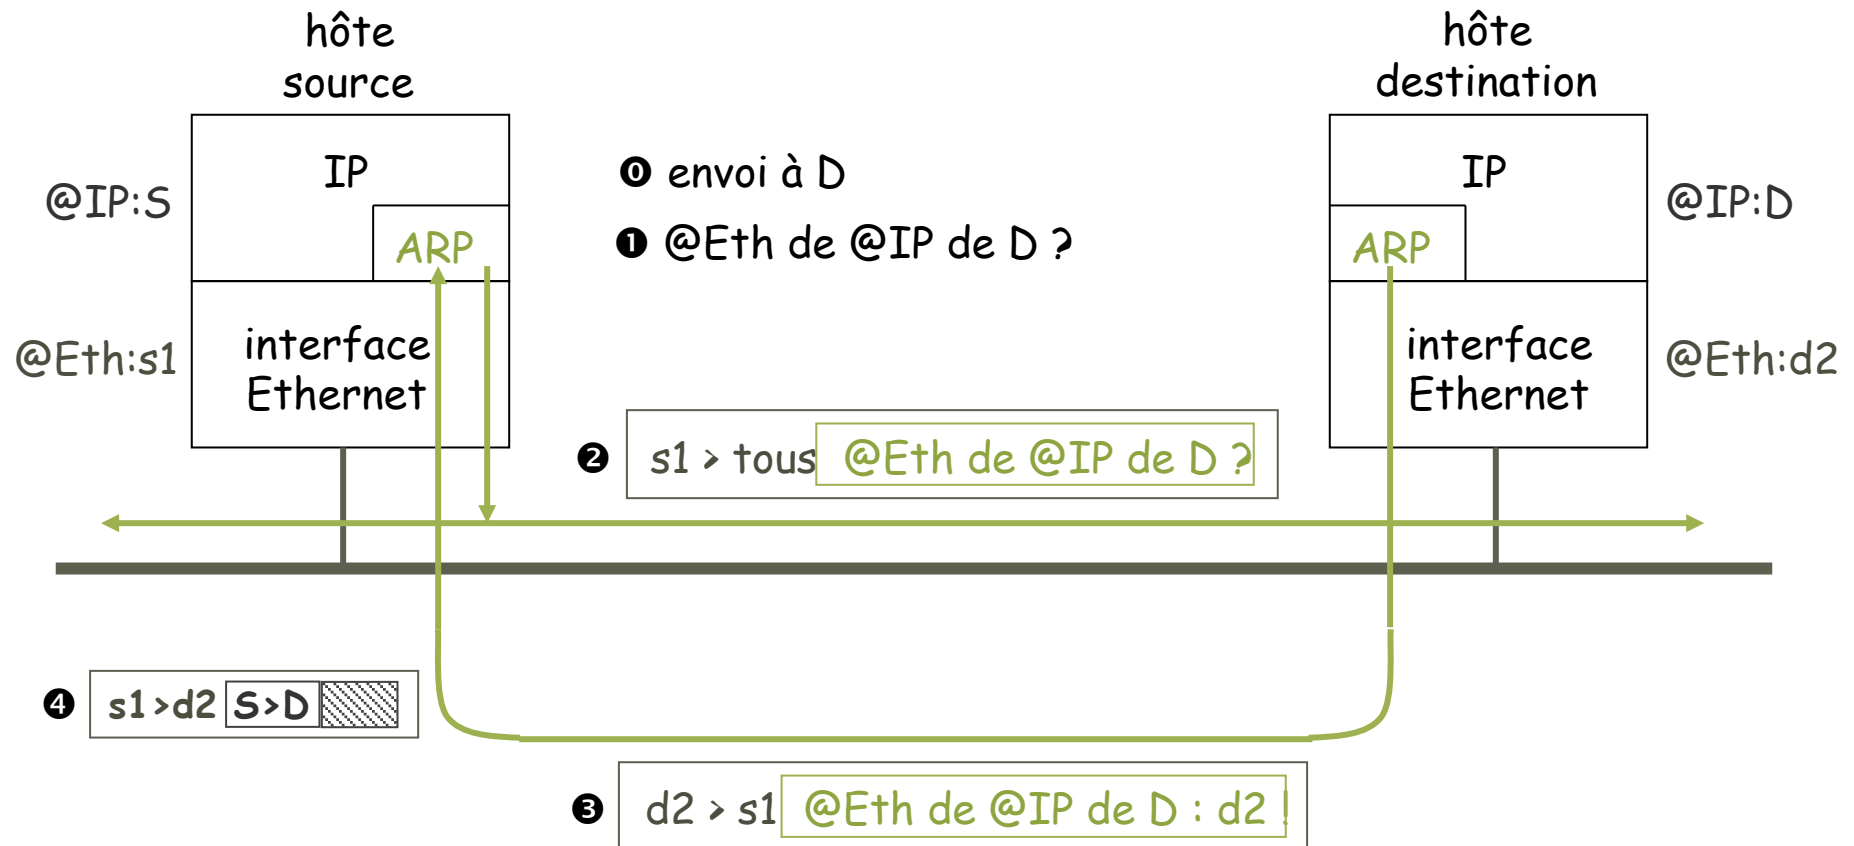 hôte
source
hôte
destination
IP
⓿ envoi à D
IP
@IP:S
@IP:D
ARP
❶ @Eth de @IP de D ?
ARP
@Eth:s1
interface
Ethernet
interface
Ethernet
@Eth:d2
❷ s1 > tous @Eth de @IP de D ?
❹ s1>d2 S>D
❸ d2 > s1 @Eth de @IP de D : d2 !